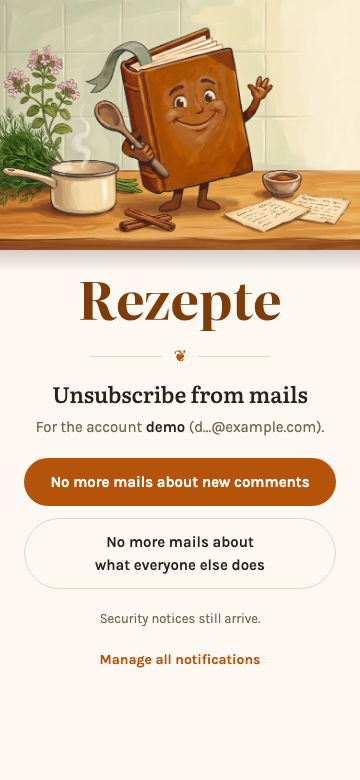 Rezepte
Unsubscribe from mails
For the account demo (d…@example.com).
No more mails about new comments
No more mails about
what everyone else does
Security notices still arrive.
Manage all notifications